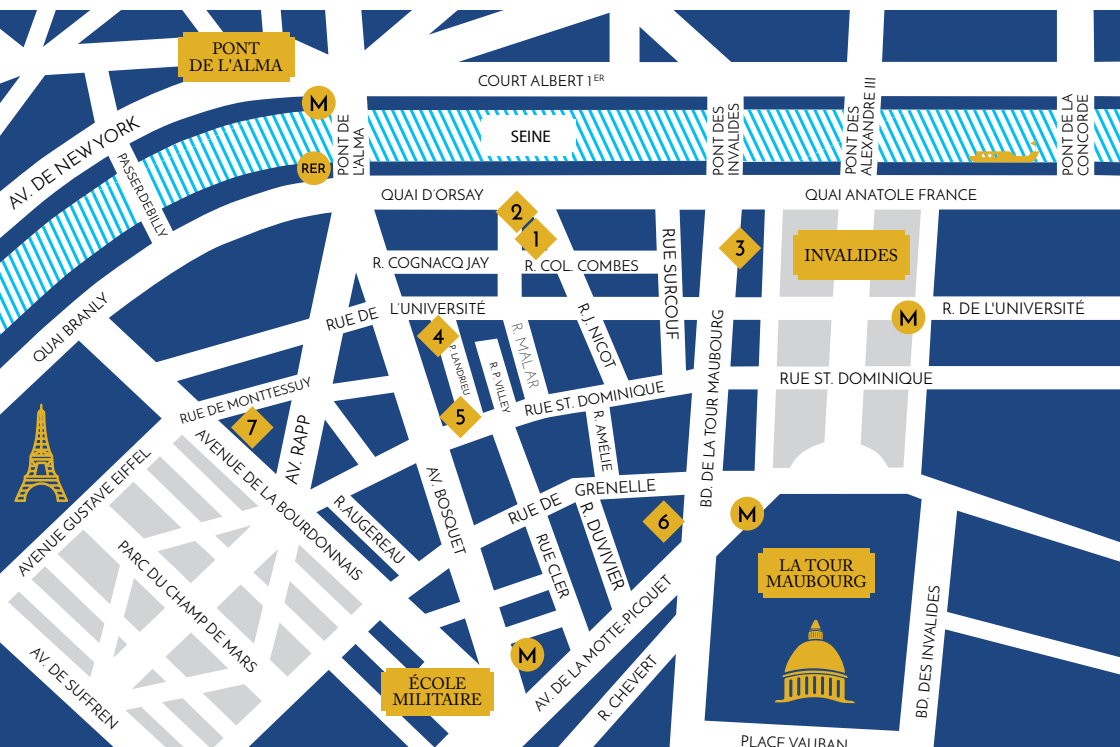 PONT
DE L'ALMA
COURT ALBERT 1ER
M
AV. DE NEW YORK
PASSER.DEBILLY
RER
PONT DE
L'ALMA
SEINE
PONT DES
INVALIDES
PONT DES
ALEXANDRE III
PONT DE LA
CONCORDE
QUAI D'ORSAY
QUAI ANATOLE FRANCE
2
1
3
INVALIDES
R. COGNACQ JAY
R. COL. COMBES
RUE SURCOUF
QUAI BRANLY
RUE DE
L'UNIVERSITÉ
M
R. DE L'UNIVERSITÉ
4
P LANDRIEU
R. P. VILLEY
R. MALAR
R.J. NICOT
RUE ST. DOMINIQUE
BD. DE LA TOUR MAUBOURG
RUE DE MONTTESSUY
7
AV. RAPP
5
RUE ST. DOMINIQUE
R. AMÉLIE
AVENUE GUSTAVE EIFFEL
AVENUE DE LA BOURDONNAIS
R.AUGEREAU
AV. BOSQUET
RUE DE
GRENELLE
6
M
PARC DU CHAMP DE MARS
RUE CLER
R. DUVIVIER
LA TOUR
MAUBOURG
AV. DE SUFFREN
M
ÉCOLE
MILITAIRE
AV. DE LA MOTTE-PICQUET
R. CHEVERT
BD. DES INVALIDES
PLACE VAUBAN